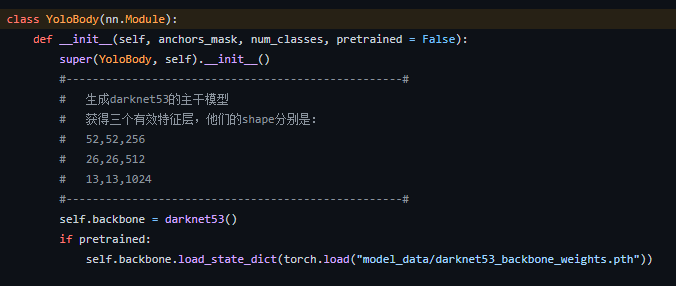 class YoloBody(nn.Module):
    def __init__(self, anchors_mask, num_classes, pretrained = False):
        super(YoloBody, self).__init__()
        #---------------------------------------------------#
        #   生成darknet53的主干模型
        #   获得三个有效特征层，他们的shape分别是：
        #   52,52,256
        #   26,26,512
        #   13,13,1024
        #---------------------------------------------------#
        self.backbone = darknet53()
        if pretrained:
            self.backbone.load_state_dict(torch.load("model_data/darknet53_backbone_weights.pth"))